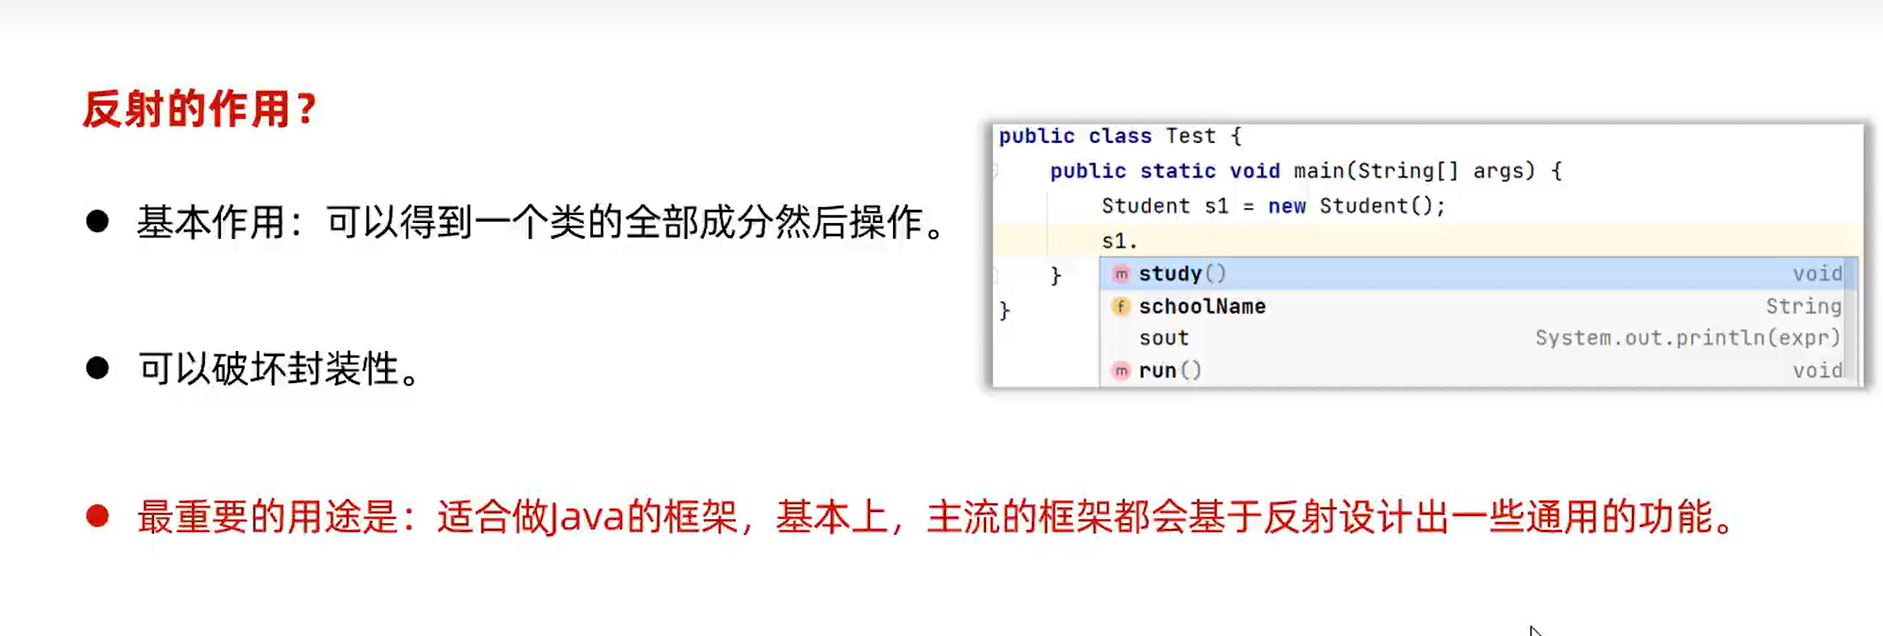 反射的作用？
● 基本作用：可以得到一个类的全部成分然后操作。
● 可以破坏封装性。
● 最重要的用途是：适合做Java的框架，基本上，主流的框架都会基于反射设计出一些通用的功能。
public class Test {
public static void main(String[] args) {
Student s1 = new Student();
s1.
m study() void
f schoolName String
sout System.out.println(expr)
m run() void
}
}